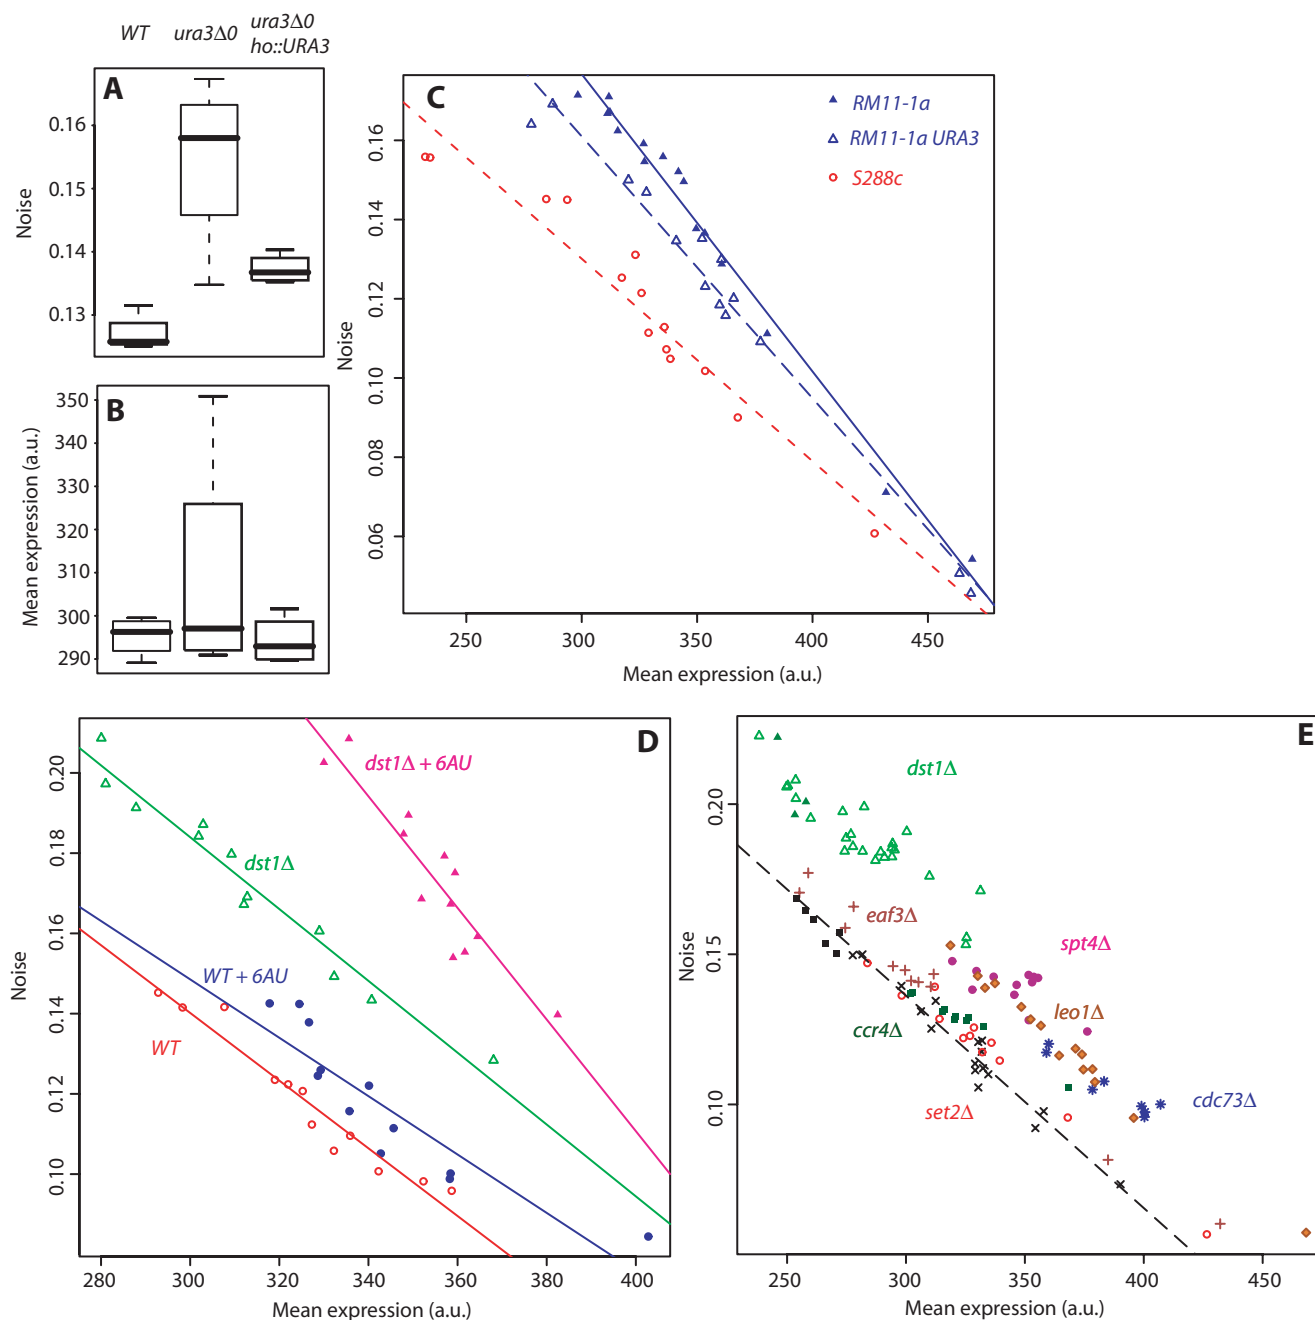 WT ura3Δ0 ura3Δ0
ho::URA3
A
Noise
0.16
0.15
0.14
0.13
B
Mean expression (a.u.)
350
340
330
320
310
300
290
C
RM11-1a
RM11-1a URA3
S288c
Noise
0.16
0.14
0.12
0.10
0.08
0.06
250 300 350 400 450
Mean expression (a.u.)
D
dst1Δ + 6AU
dst1Δ
WT + 6AU
WT
Noise
0.20
0.18
0.16
0.14
0.12
0.10
280 300 320 340 360 380 400
Mean expression (a.u.)
E
dst1Δ
eaf3Δ
spt4Δ
leo1Δ
ccr4Δ
cdc73Δ
set2Δ
Noise
0.20
0.15
0.10
250 300 350 400 450
Mean expression (a.u.)